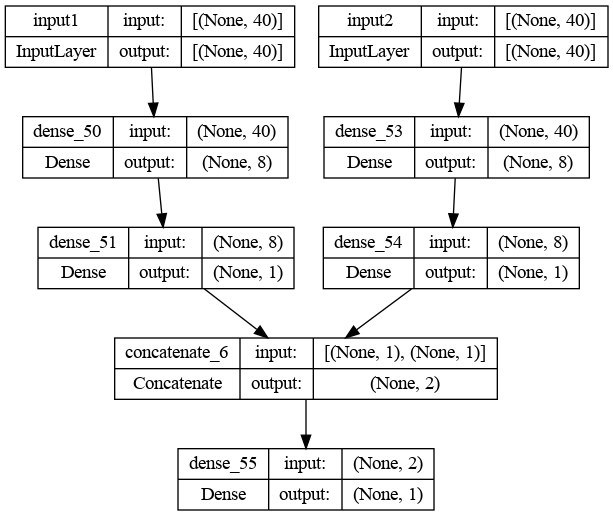 input1 input: [(None, 40)]
InputLayer output: [(None, 40)]
input2 input: [(None, 40)]
InputLayer output: [(None, 40)]
dense_50 input: (None, 40)
Dense output: (None, 8)
dense_53 input: (None, 40)
Dense output: (None, 8)
dense_51 input: (None, 8)
Dense output: (None, 1)
dense_54 input: (None, 8)
Dense output: (None, 1)
concatenate_6 input: [(None, 1), (None, 1)]
Concatenate output: (None, 2)
dense_55 input: (None, 2)
Dense output: (None, 1)